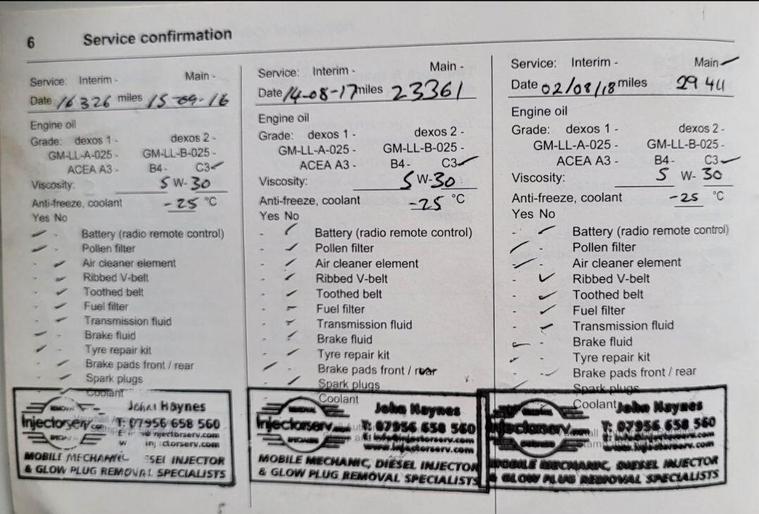 6 Service confirmation
Service: Interim - Main -
Date 16326 miles 15-09-16
Engine oil
Grade: dexos 1 - dexos 2 -
GM-LL-A-025 - GM-LL-B-025 -
ACEA A3 - B4 - C3 ✓
Viscosity: 5 W-30
Anti-freeze, coolant -25 °C
Yes No
Battery (radio remote control)
Pollen filter
Air cleaner element
Ribbed V-belt
Toothed belt
Fuel filter
Transmission fluid
Brake fluid
Tyre repair kit
Brake pads front / rear
Spark plugs
Coolant
John Haynes
Injectorserv.com T: 07956 658 560
MOBILE MECHANIC,
& GLOW PLUG REMOVAL SPECIALISTS
Service: Interim - Main -
Date 14-08-17 miles 23361
Engine oil
Grade: dexos 1 - dexos 2 -
GM-LL-A-025 - GM-LL-B-025 -
ACEA A3 - B4 - C3 ✓
Viscosity: 5 W-30
Anti-freeze, coolant -25 °C
Yes No
Battery (radio remote control)
Pollen filter
Air cleaner element
Ribbed V-belt
Toothed belt
Fuel filter
Transmission fluid
Brake fluid
Tyre repair kit
Brake pads front / rear
Spark plugs
Coolant
John Haynes
Injectorserv.com T: 07956 658 560
www.injectorserv.com
MOBILE MECHANIC, DIESEL INJECTOR
& GLOW PLUG REMOVAL SPECIALISTS
Service: Interim - Main ✓
Date 02/08/18 miles
Engine oil
Grade: dexos 1 - dexos 2 -
GM-LL-A-025 - GM-LL-B-025 -
ACEA A3 - B4 - C3 ✓
Viscosity: 5 W-30
Anti-freeze, coolant -25 °C
Yes No
Battery (radio remote control)
Pollen filter
Air cleaner element
Ribbed V-belt
Toothed belt
Fuel filter
Transmission fluid
Brake fluid
Tyre repair kit
Brake pads front / rear
Spark plugs
Coolant
John Haynes
T: 07956 658 560
www.injectorserv.com
MOBILE MECHANIC, DIESEL INJECTOR
& GLOW PLUG REMOVAL SPECIALISTS